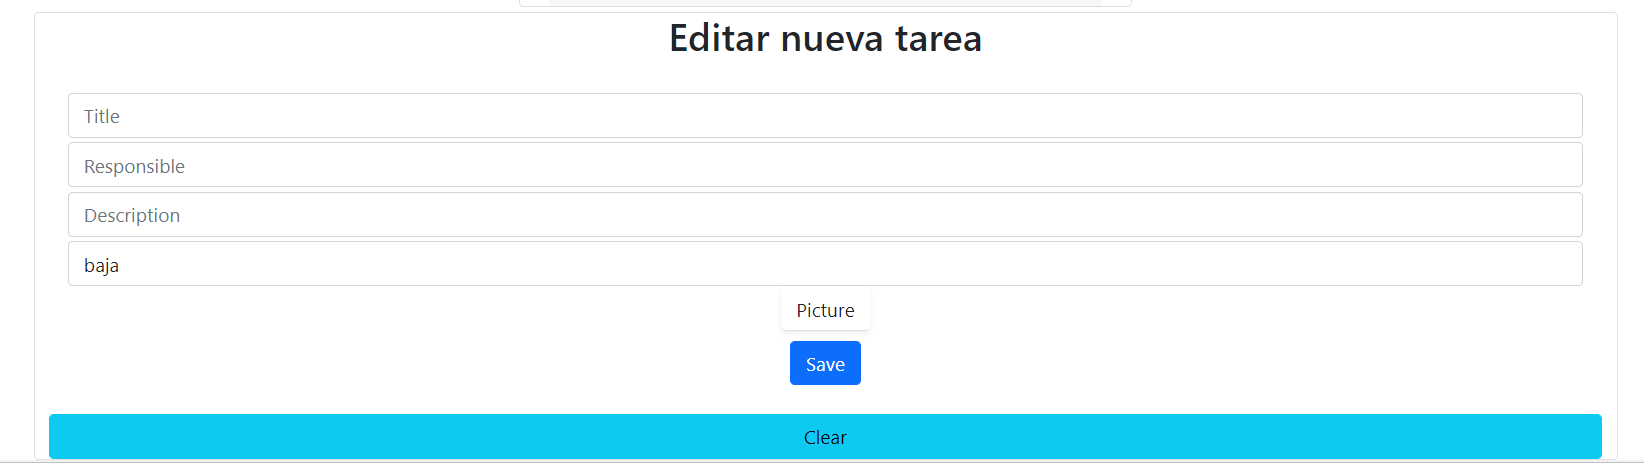 Editar nueva tarea
Title
Responsible
Description
baja
Picture
Save
Clear